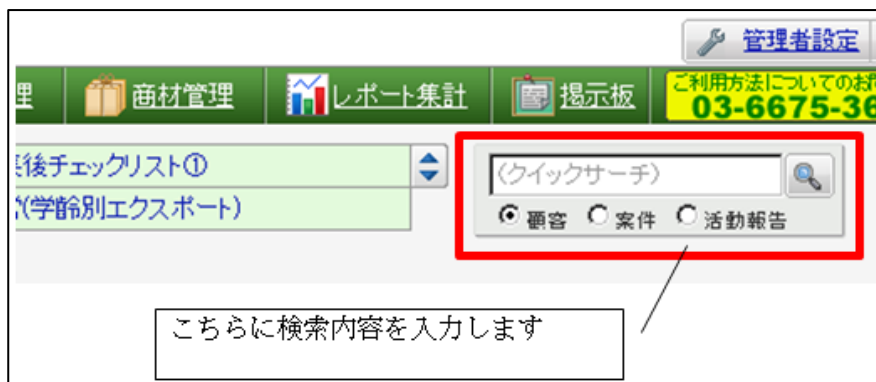 管理者設定
理
商材管理
レポート集計
掲示板
ご利用方法についてのお問
03-6675-36
後チェックリスト①
(クイックサーチ)
(学齢別エクスポート)
顧客
案件
活動報告
こちらに検索内容を入力します